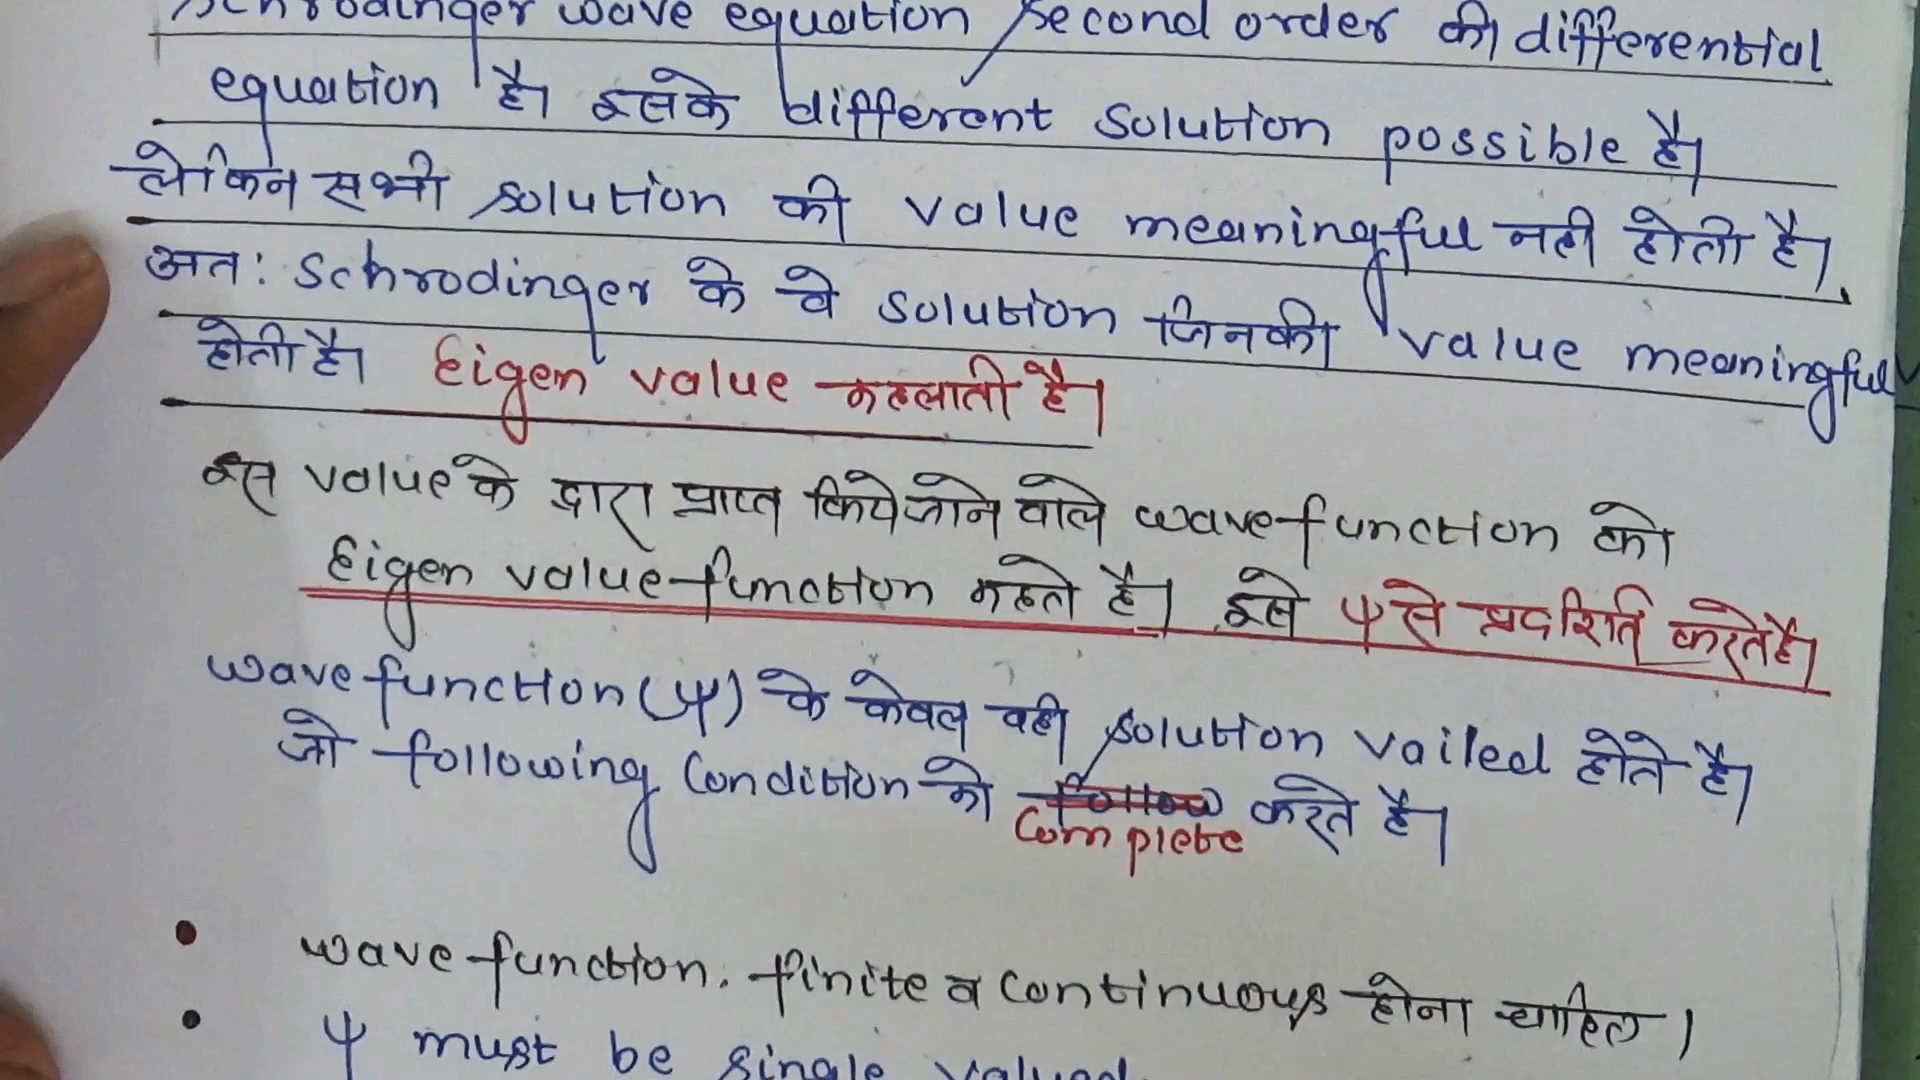 Schrodinger wave equation second order की differential
equation है। इसके different solution possible है।
लेकिन सभी solution की value meaningful नही होती है।
अत: Schrodinger के वे solution जिनकी value meaningful
होती है। Eigen value कहलाती है।
इस value के द्वारा प्राप्त किये जाने वाले wave function को
Eigen value function कहते है। इसे ψ से प्रदर्शित करते है।
wave function (ψ) के केवल वही solution vailed होते है।
जो following Condition को follow करते है।
Complete
• wave function. finite व continuous होना चाहिए।
• ψ must be single valued.